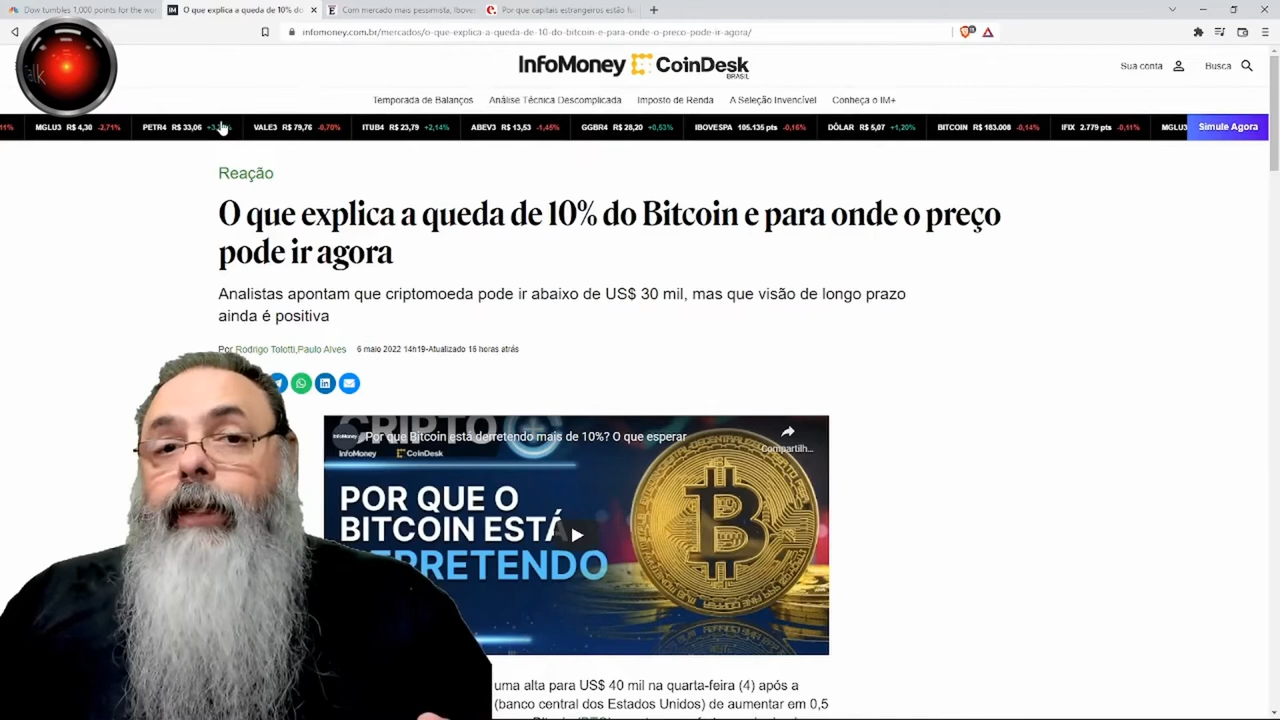 Dow tumbles 1,000 points for the wo
O que explica a queda de 10% do
Com mercado mais pessimista, Iboves
Por que capitais estrangeiros estão fu
infomoney.com.br/mercados/o-que-explica-a-queda-de-10-do-bitcoin-e-para-onde-o-preco-pode-ir-agora/
InfoMoney CoinDesk
BRASIL
Sua conta
Busca
Temporada de Balanços Análise Técnica Descomplicada Imposto de Renda A Seleção Invencível Conheça o IM+
11% MGLU3 R$ 4,30 -2,71% PETR4 R$ 33,06 VALE3 R$ 79,76 -0,70% ITUB4 R$ 23,79 +2,14% ABEV3 R$ 13,53 -1,45% GGBR4 R$ 28,20 +0,53% IBOVESPA 105.135 pts -0,16% DÓLAR R$ 5,07 +1,20% BITCOIN R$ 183.008 -0,14% IFIX 2.779 pts -0,11% MGLU3 Simule Agora
Reação
O que explica a queda de 10% do Bitcoin e para onde o preço
pode ir agora
Analistas apontam que criptomoeda pode ir abaixo de US$ 30 mil, mas que visão de longo prazo
ainda é positiva
Por Rodrigo Tolotti,Paulo Alves 6 maio 2022 14h19-Atualizado 16 horas atrás
CRIPTO+
InfoMoney
Por que Bitcoin está derretendo mais de 10%? O que esperar
Compartilh...
InfoMoney CoinDesk
POR QUE O
BITCOIN ESTÁ
DERRETENDO
uma alta para US$ 40 mil na quarta-feira (4) após a
(banco central dos Estados Unidos) de aumentar em 0,5